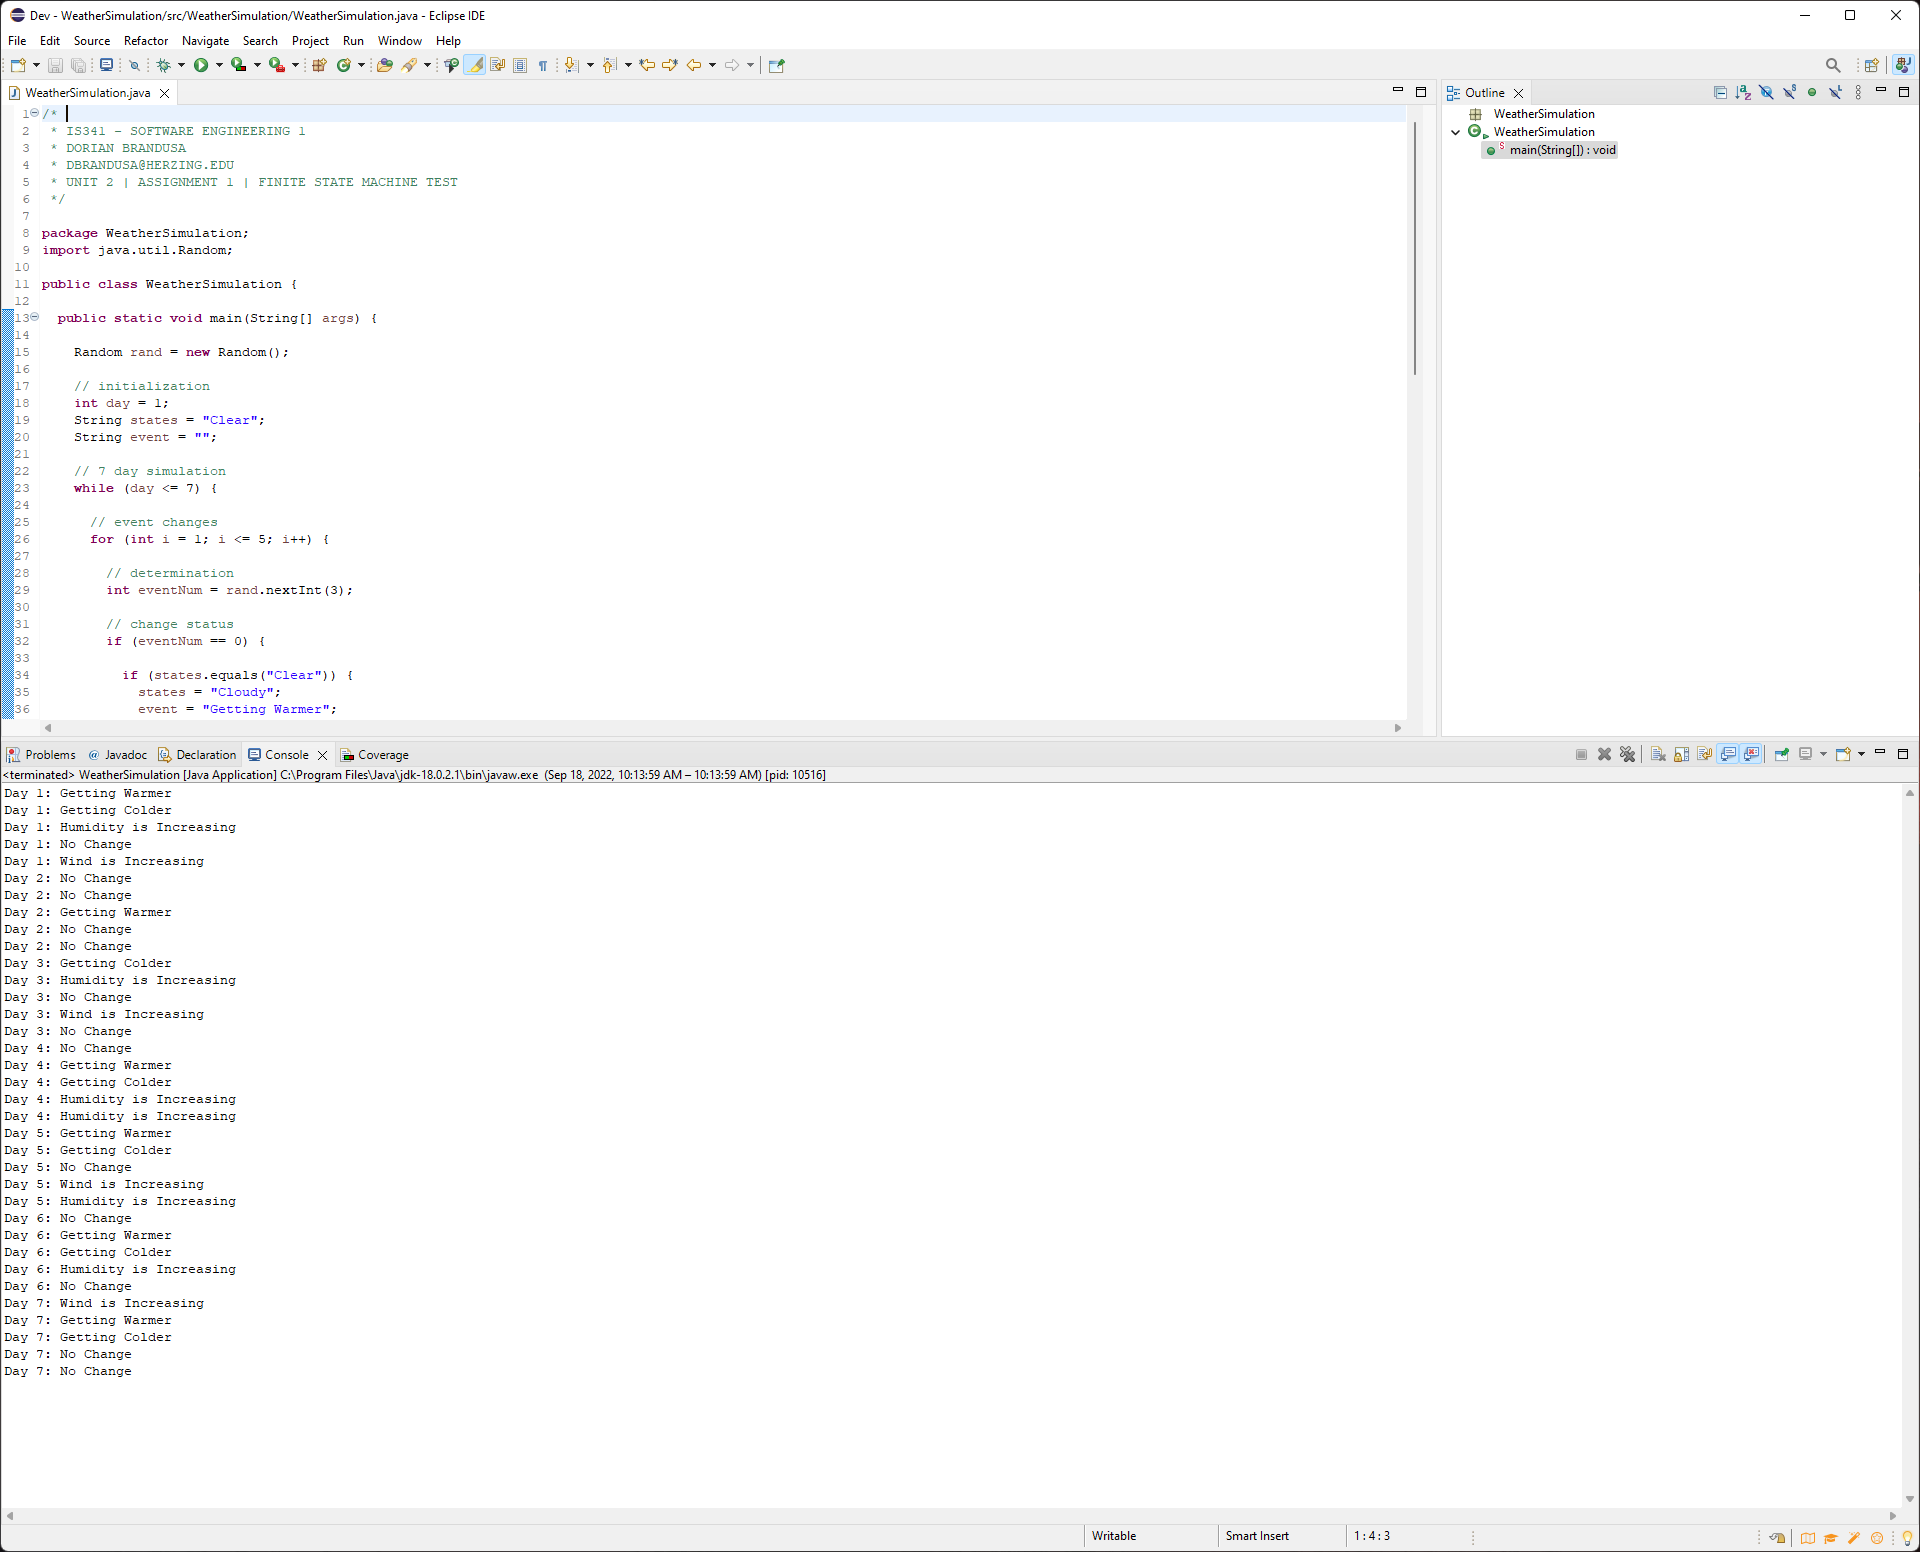 Dev - WeatherSimulation/src/WeatherSimulation/WeatherSimulation.java - Eclipse IDE
File Edit Source Refactor Navigate Search Project Run Window Help
WeatherSimulation.java
1 /*
2 * IS341 - SOFTWARE ENGINEERING 1
3 * DORIAN BRANDUSA
4 * DBRANDUSA@HERZING.EDU
5 * UNIT 2 | ASSIGNMENT 1 | FINITE STATE MACHINE TEST
6 */
7
8 package WeatherSimulation;
9 import java.util.Random;
10
11 public class WeatherSimulation {
12
13 public static void main(String[] args) {
14
15 Random rand = new Random();
16
17 // initialization
18 int day = 1;
19 String states = "Clear";
20 String event = "";
21
22 // 7 day simulation
23 while (day <= 7) {
24
25 // event changes
26 for (int i = 1; i <= 5; i++) {
27
28 // determination
29 int eventNum = rand.nextInt(3);
30
31 // change status
32 if (eventNum == 0) {
33
34 if (states.equals("Clear")) {
35 states = "Cloudy";
36 event = "Getting Warmer";
Outline
WeatherSimulation
WeatherSimulation
main(String[]) : void
Problems @ Javadoc Declaration Console Coverage
<terminated> WeatherSimulation [Java Application] C:\Program Files\Java\jdk-18.0.2.1\bin\javaw.exe (Sep 18, 2022, 10:13:59 AM – 10:13:59 AM) [pid: 10516]
Day 1: Getting Warmer
Day 1: Getting Colder
Day 1: Humidity is Increasing
Day 1: No Change
Day 1: Wind is Increasing
Day 2: No Change
Day 2: No Change
Day 2: Getting Warmer
Day 2: No Change
Day 2: No Change
Day 3: Getting Colder
Day 3: Humidity is Increasing
Day 3: No Change
Day 3: Wind is Increasing
Day 3: No Change
Day 4: No Change
Day 4: Getting Warmer
Day 4: Getting Colder
Day 4: Humidity is Increasing
Day 4: Humidity is Increasing
Day 5: Getting Warmer
Day 5: Getting Colder
Day 5: No Change
Day 5: Wind is Increasing
Day 5: Humidity is Increasing
Day 6: No Change
Day 6: Getting Warmer
Day 6: Getting Colder
Day 6: Humidity is Increasing
Day 6: No Change
Day 7: Wind is Increasing
Day 7: Getting Warmer
Day 7: Getting Colder
Day 7: No Change
Day 7: No Change
Writable Smart Insert 1 : 4 : 3